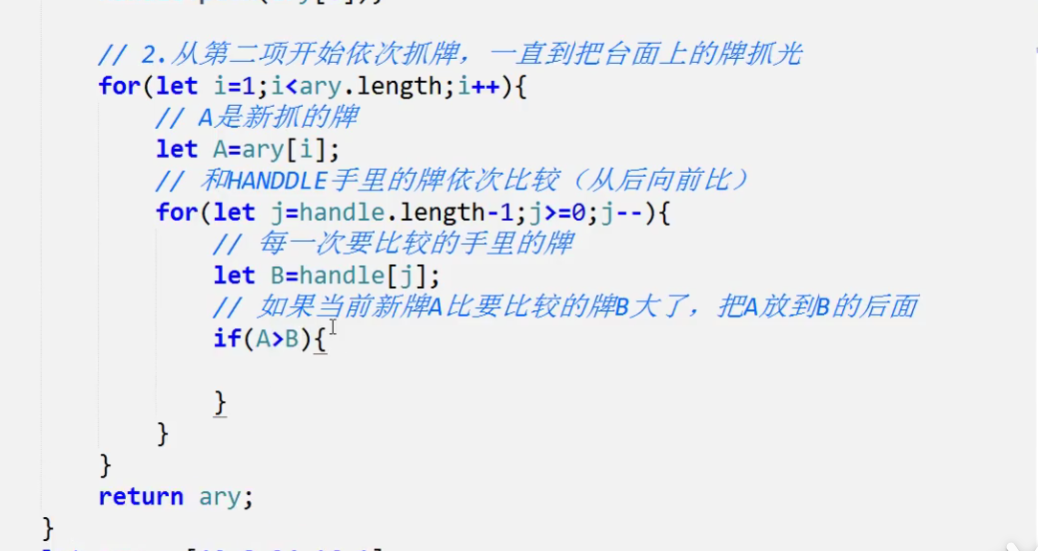 // 2.从第二项开始依次抓牌，一直到把台面上的牌抓光
for(let i=1;i<ary.length;i++){
// A是新抓的牌
let A=ary[i];
// 和HANDDLE手里的牌依次比较（从后向前比）
for(let j=handle.length-1;j>=0;j--){
// 每一次要比较的手里的牌
let B=handle[j];
// 如果当前新牌A比要比较的牌B大了，把A放到B的后面
if(A>B){
}
}
}
return ary;
}